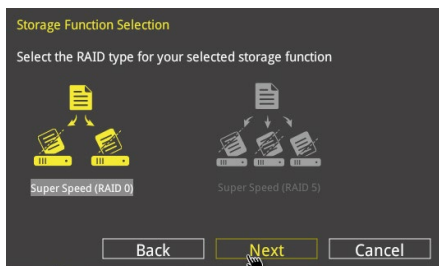 Storage Function Selection
Select the RAID type for your selected storage function
Super Speed (RAID 0)
Super Speed (RAID 5)
Back
Next
Cancel